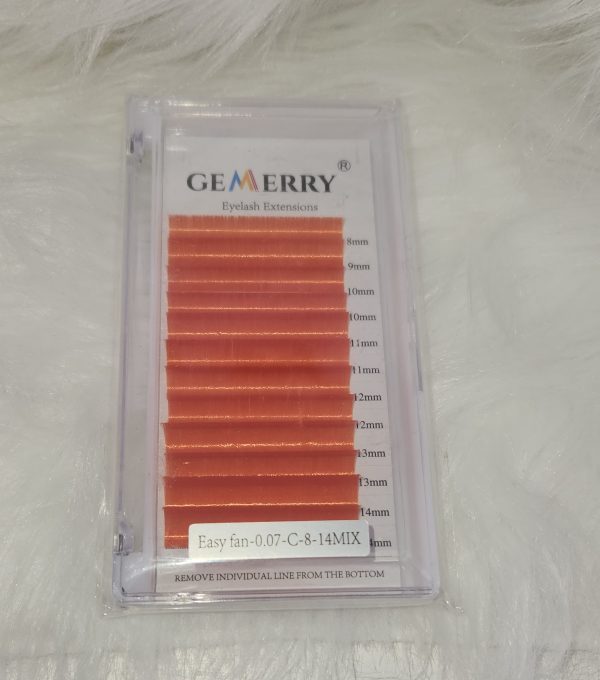 GEMERRY®
Eyelash Extensions
8mm
9mm
10mm
10mm
11mm
11mm
12mm
12mm
13mm
13mm
14mm
4mm
Easy fan-0.07-C-8-14MIX
REMOVE INDIVIDUAL LINE FROM THE BOTTOM